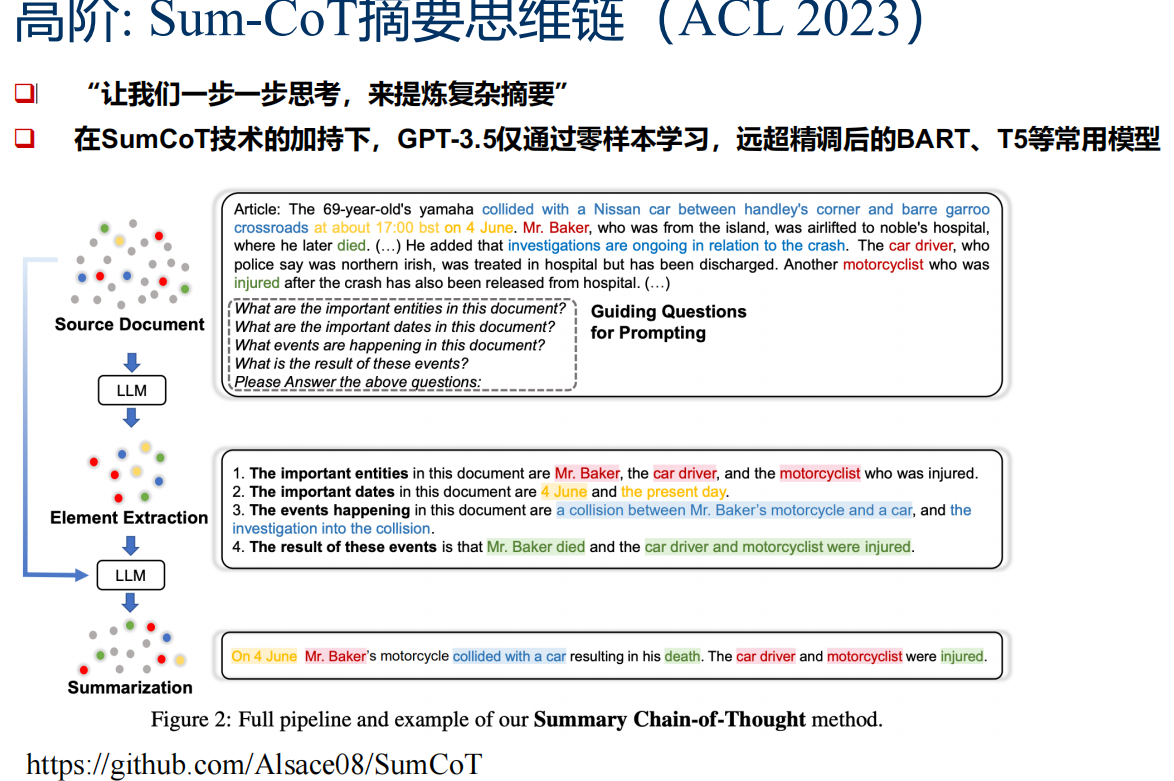 高阶: Sum-CoT摘要思维链（ACL 2023）
“让我们一步一步思考，来提炼复杂摘要”
在SumCoT技术的加持下，GPT-3.5仅通过零样本学习，远超精调后的BART、T5等常用模型
Article: The 69-year-old's yamaha collided with a Nissan car between handley's corner and barre garroo
crossroads at about 17:00 bst on 4 June. Mr. Baker, who was from the island, was airlifted to noble's hospital,
where he later died. (…) He added that investigations are ongoing in relation to the crash. The car driver, who
police say was northern irish, was treated in hospital but has been discharged. Another motorcyclist who was
injured after the crash has also been released from hospital. (…)
What are the important entities in this document?
What are the important dates in this document?
What events are happening in this document?
What is the result of these events?
Please Answer the above questions:
Guiding Questions
for Prompting
Source Document
LLM
1. The important entities in this document are Mr. Baker, the car driver, and the motorcyclist who was injured.
2. The important dates in this document are 4 June and the present day.
3. The events happening in this document are a collision between Mr. Baker's motorcycle and a car, and the
investigation into the collision.
4. The result of these events is that Mr. Baker died and the car driver and motorcyclist were injured.
Element Extraction
LLM
On 4 June Mr. Baker's motorcycle collided with a car resulting in his death. The car driver and motorcyclist were injured.
Summarization
Figure 2: Full pipeline and example of our Summary Chain-of-Thought method.
https://github.com/Alsace08/SumCoT